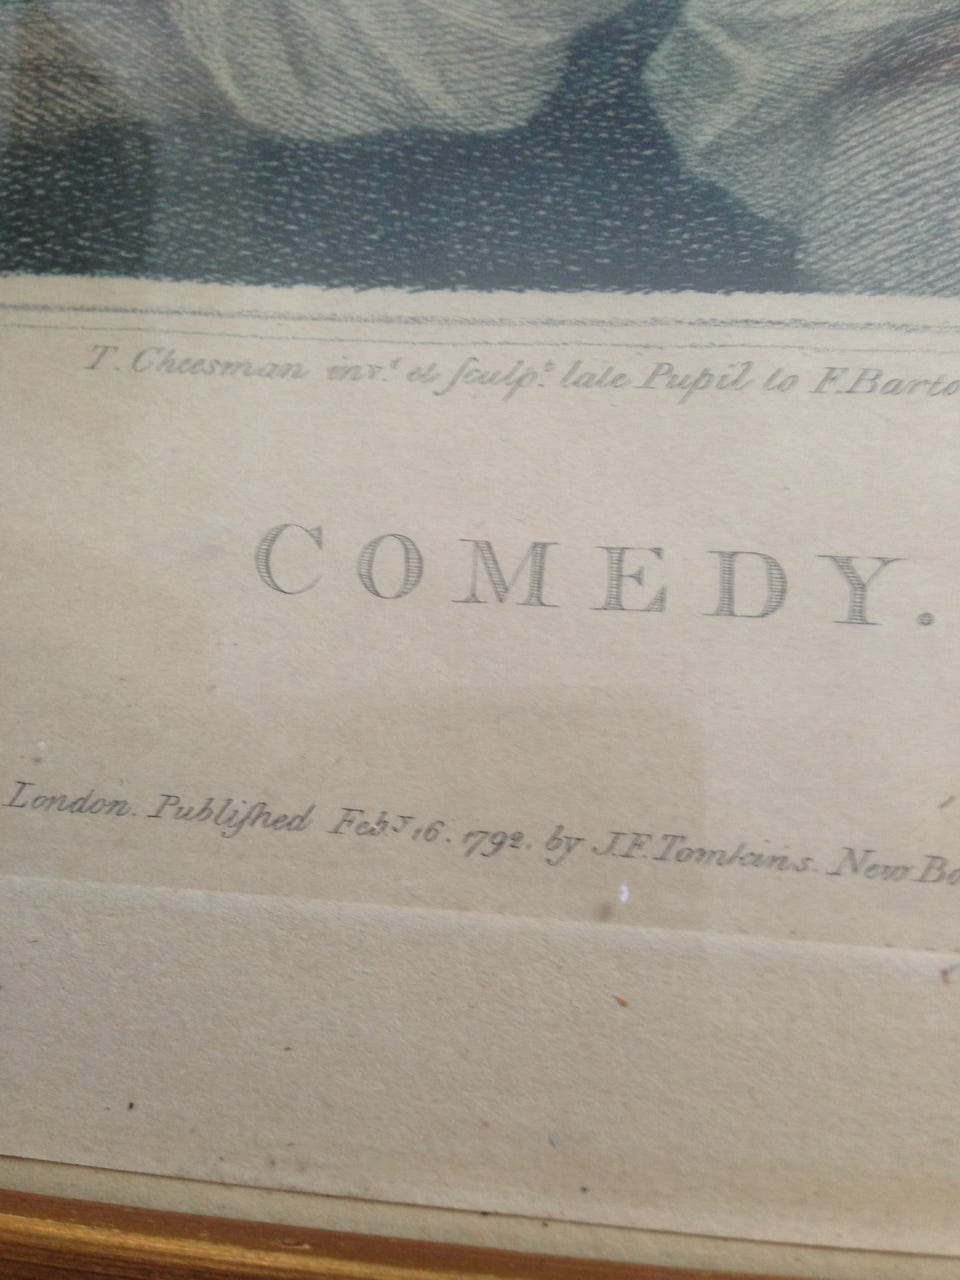 T. Cheesman inv.ᵗ et ſculp.ᵗ late Pupil to F. Barto
COMEDY.
London. Publiſhed Feb.ʸ 16. 1792. by J.F. Tomkins. New Bo